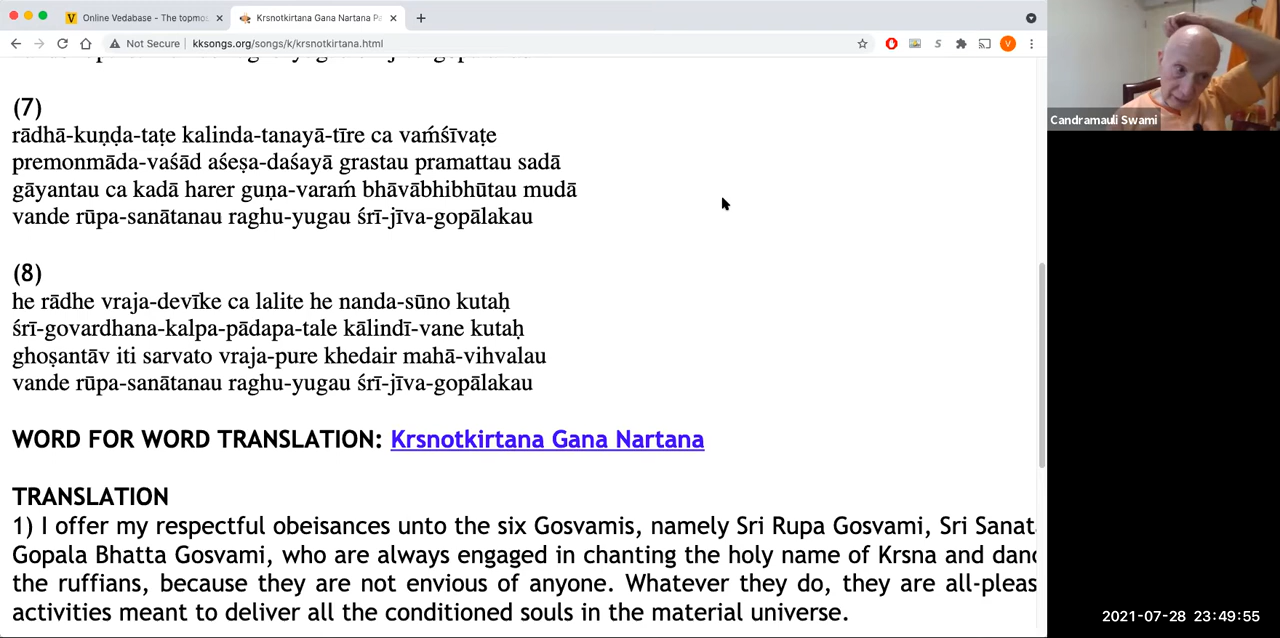 Online Vedabase - The topmos
Krsnotkirtana Gana Nartana Pa
Not Secure | kksongs.org/songs/k/krsnotkirtana.html
(7)
rādhā-kuṇḍa-taṭe kalinda-tanayā-tīre ca vaḿśīvaṭe
premonmāda-vaśād aśeṣa-daśayā grastau pramattau sadā
gāyantau ca kadā harer guṇa-varaḿ bhāvābhibhūtau mudā
vande rūpa-sanātanau raghu-yugau śrī-jīva-gopālakau
(8)
he rādhe vraja-devīke ca lalite he nanda-sūno kutaḥ
śrī-govardhana-kalpa-pādapa-tale kālindī-vane kutaḥ
ghoṣantāv iti sarvato vraja-pure khedair mahā-vihvalau
vande rūpa-sanātanau raghu-yugau śrī-jīva-gopālakau
WORD FOR WORD TRANSLATION: Krsnotkirtana Gana Nartana
TRANSLATION
1) I offer my respectful obeisances unto the six Gosvamis, namely Sri Rupa Gosvami, Sri Sanat
Gopala Bhatta Gosvami, who are always engaged in chanting the holy name of Krsna and danc
the ruffians, because they are not envious of anyone. Whatever they do, they are all-pleas
activities meant to deliver all the conditioned souls in the material universe.
Candramauli Swami
2021-07-28 23:49:55